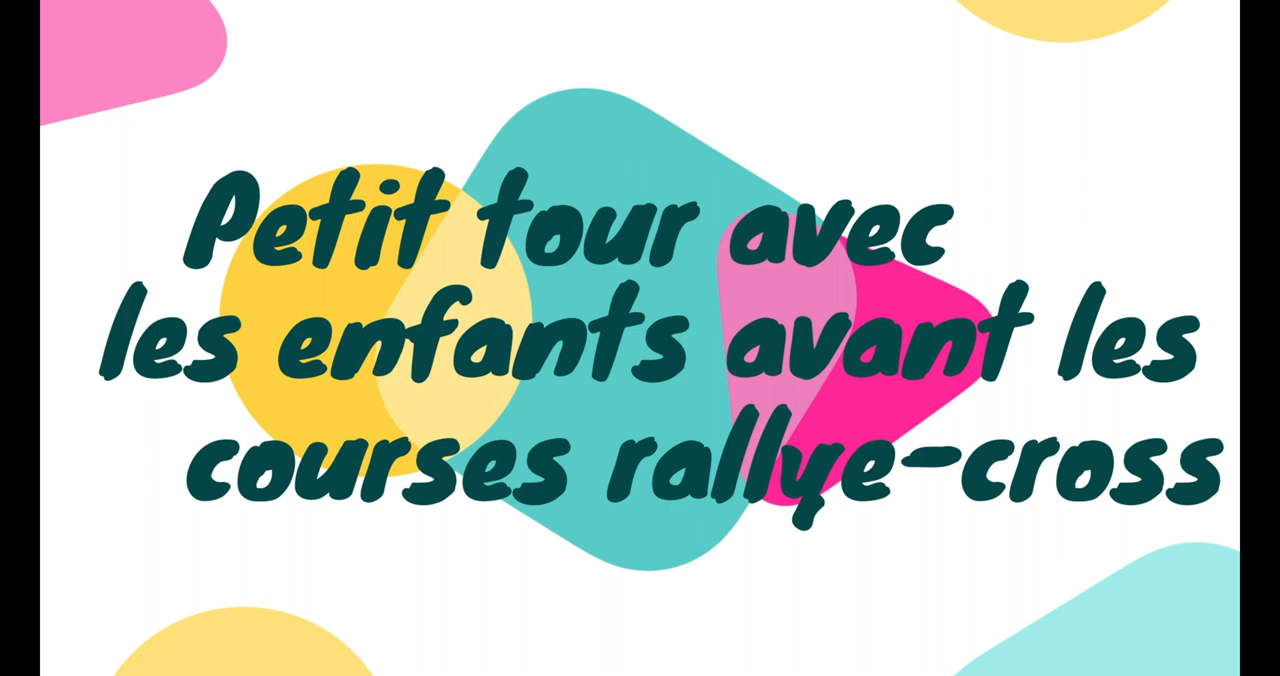 Petit tour avec
les enfants avant les
courses rallye-cross